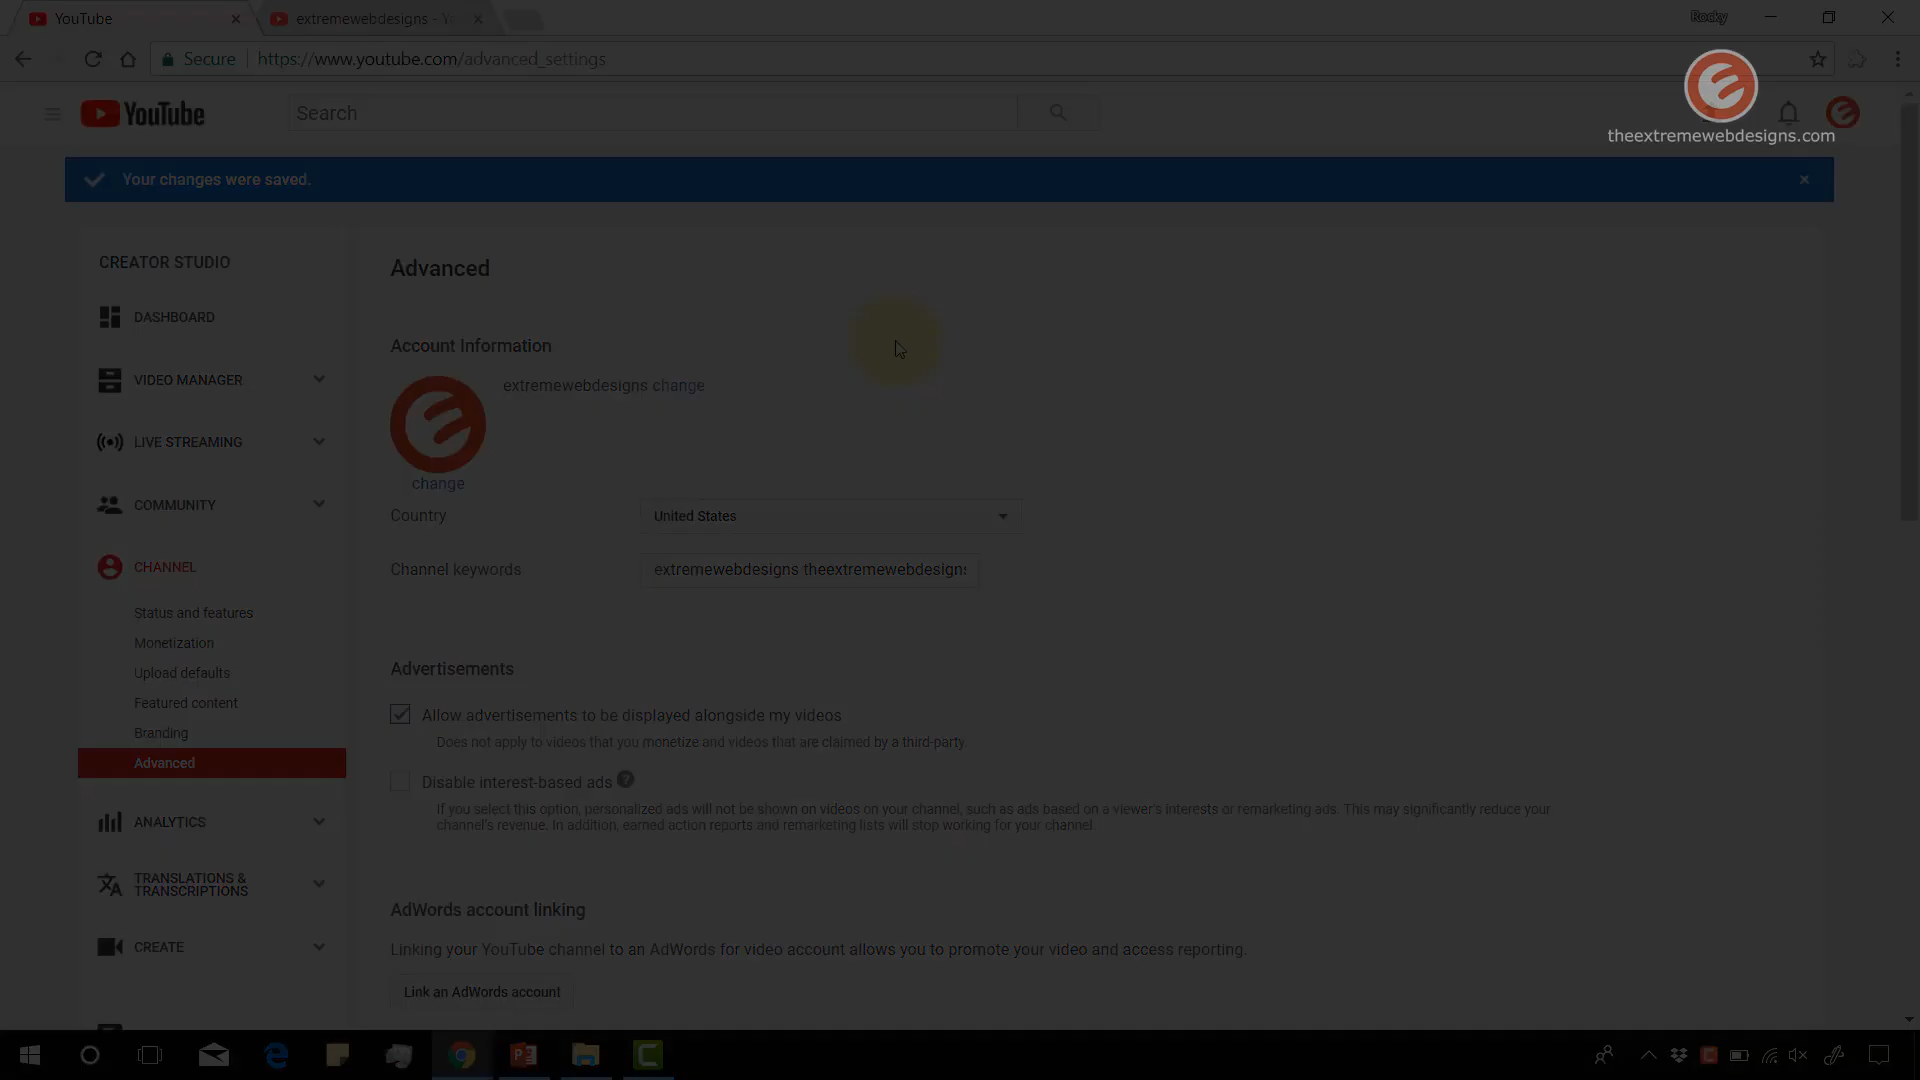 YouTube
extremewebdesigns - Y
Rocky
Secure
https://www.youtube.com/advanced_settings
YouTube
Search
theextremewebdesigns.com
Your changes were saved.
CREATOR STUDIO
DASHBOARD
VIDEO MANAGER
LIVE STREAMING
COMMUNITY
CHANNEL
Status and features
Monetization
Upload defaults
Featured content
Branding
Advanced
ANALYTICS
TRANSLATIONS &
TRANSCRIPTIONS
CREATE
Advanced
Account Information
extremewebdesigns change
change
Country
United States
Channel keywords
extremewebdesigns theextremewebdesigns
Advertisements
Allow advertisements to be displayed alongside my videos
Does not apply to videos that you monetize and videos that are claimed by a third-party.
Disable interest-based ads
If you select this option, personalized ads will not be shown on videos on your channel, such as ads based on a viewer's interests or remarketing ads. This may significantly reduce your
channel's revenue. In addition, earned action reports and remarketing lists will stop working for your channel.
AdWords account linking
Linking your YouTube channel to an AdWords for video account allows you to promote your video and access reporting.
Link an AdWords account